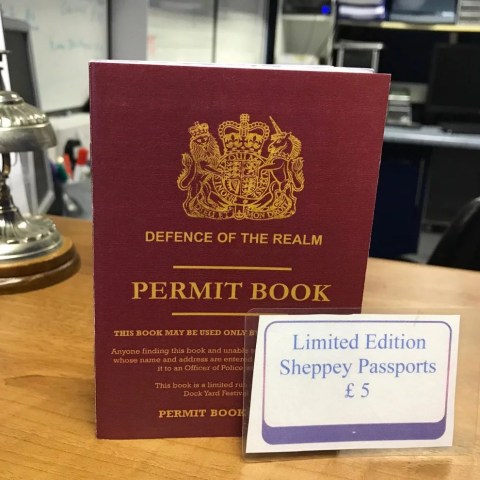 DEFENCE OF THE REALM
PERMIT BOOK
THIS BOOK MAY BE USED ONLY
Anyone finding this book and unable
whose name and address are entered
it to an Officer of Police
This book is a limited
Dock Yard
PERMIT BOOK
Limited Edition
Sheppey Passports
£ 5